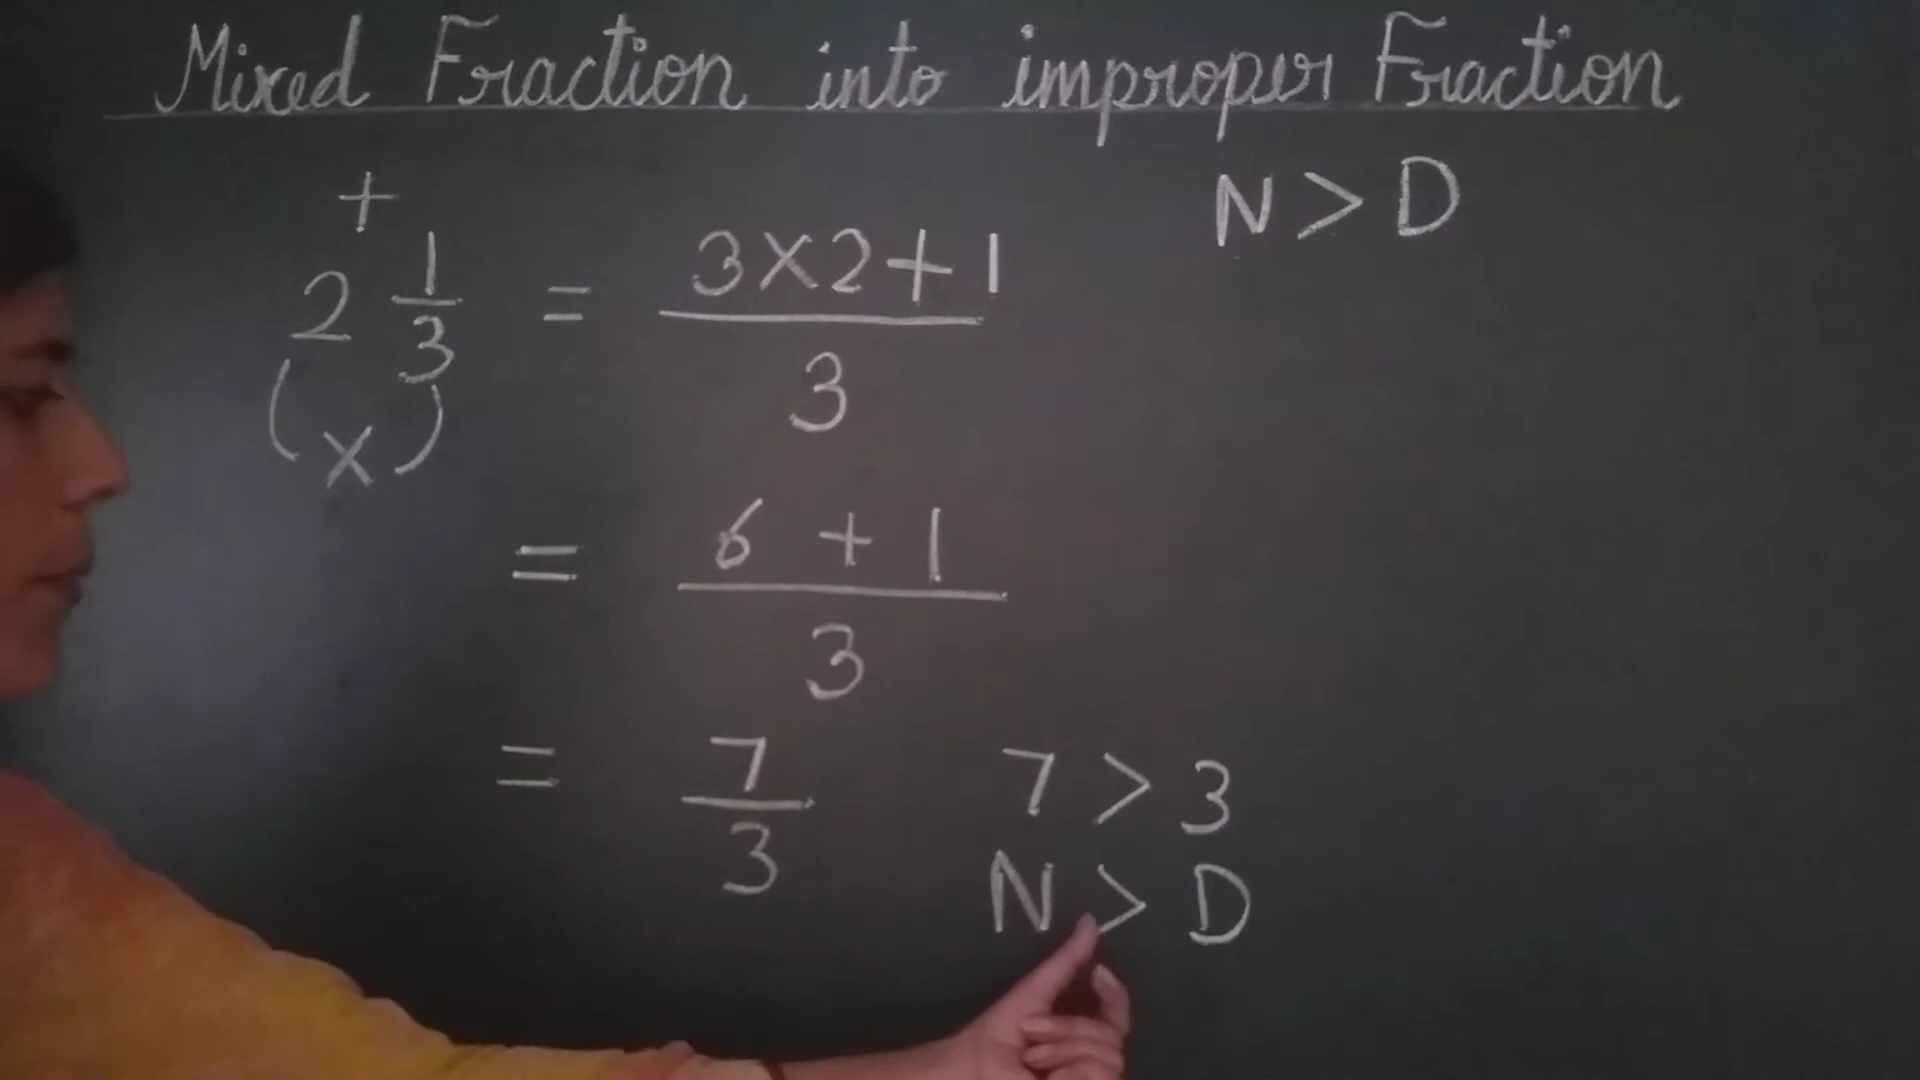 Mixed Fraction into improper Fraction
N > D
+
2 1/3 = 3×2+1/3
( × )
= 6 + 1/3
= 7/3 7 > 3
N > D